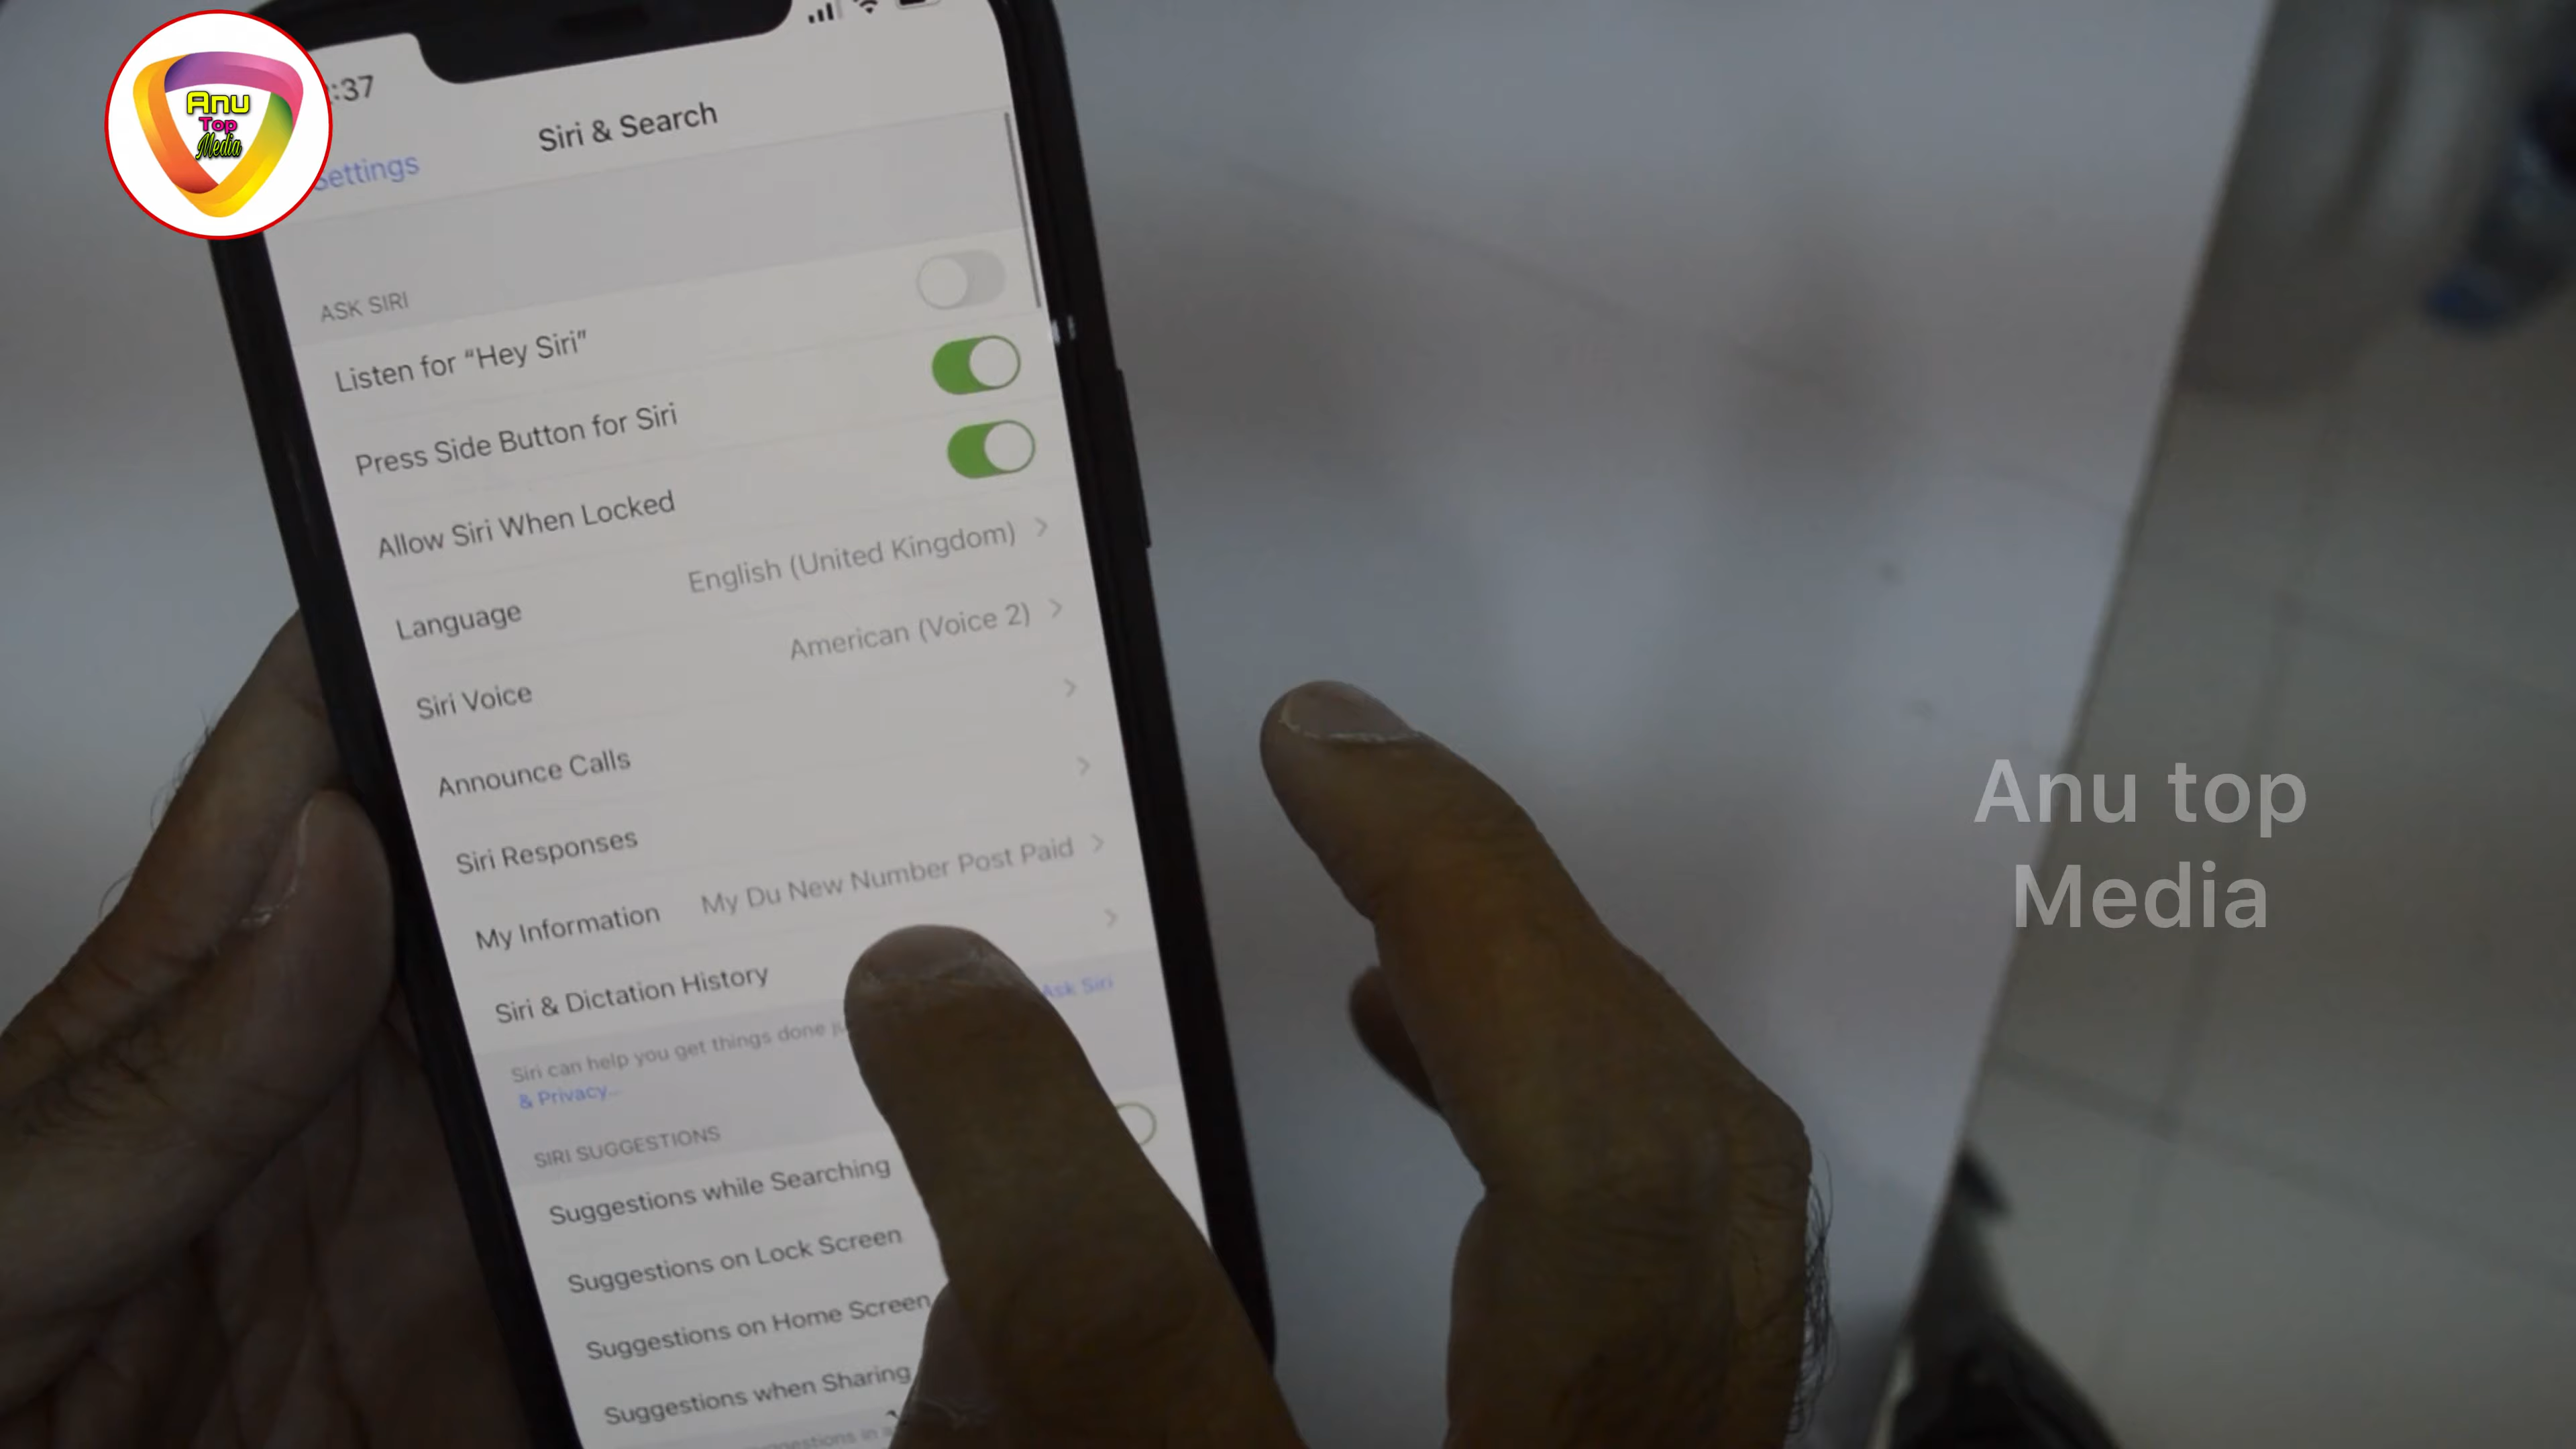 Anu
Top
Media
:37
Settings
Siri & Search
ASK SIRI
Listen for “Hey Siri”
Press Side Button for Siri
Allow Siri When Locked
Language English (United Kingdom)
Siri Voice American (Voice 2)
Announce Calls
Siri Responses
My Information My Du New Number Post Paid
Siri & Dictation History
Siri can help you get things done Ask Siri
& Privacy...
SIRI SUGGESTIONS
Suggestions while Searching
Suggestions on Lock Screen
Suggestions on Home Screen
Suggestions when Sharing
Anu top
Media